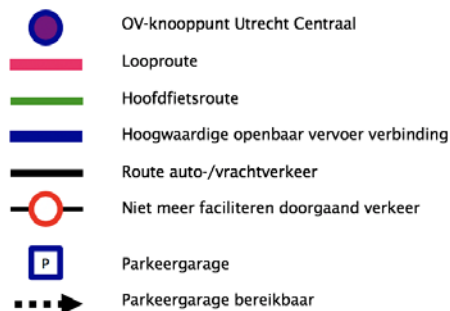 OV-knooppunt Utrecht Centraal
Looproute
Hoofdfietsroute
Hoogwaardige openbaar vervoer verbinding
Route auto-/vrachtverkeer
Niet meer faciliteren doorgaand verkeer
P Parkeergarage
Parkeergarage bereikbaar